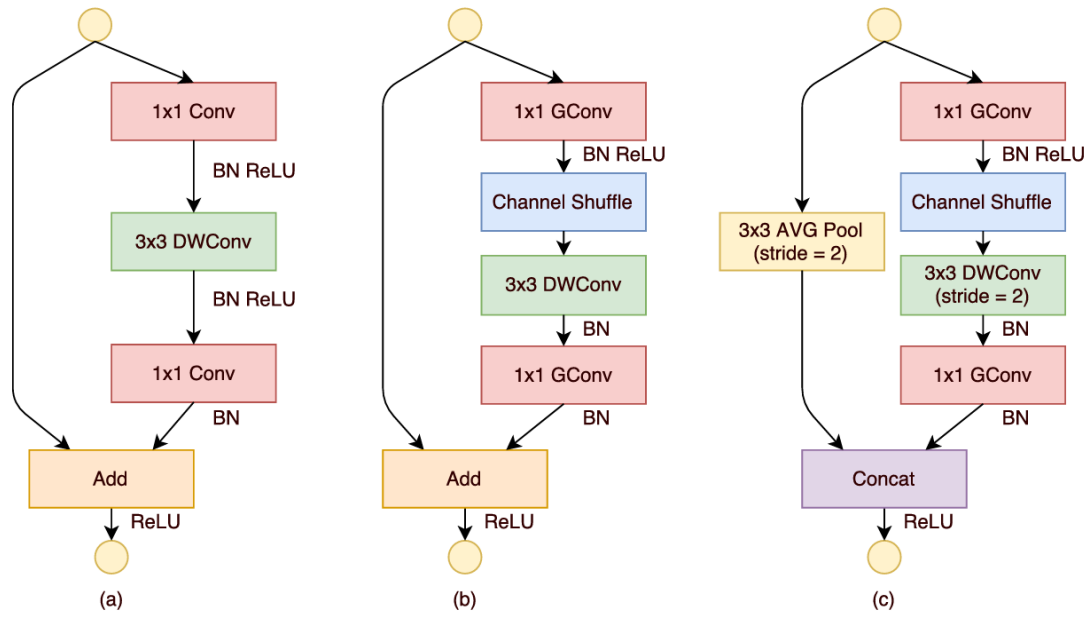 1x1 Conv
BN ReLU
3x3 DWConv
BN ReLU
1x1 Conv
BN
Add
ReLU
(a)
1x1 GConv
BN ReLU
Channel Shuffle
3x3 DWConv
BN
1x1 GConv
BN
Add
ReLU
(b)
3x3 AVG Pool
(stride = 2)
1x1 GConv
BN ReLU
Channel Shuffle
3x3 DWConv
(stride = 2)
BN
1x1 GConv
BN
Concat
ReLU
(c)